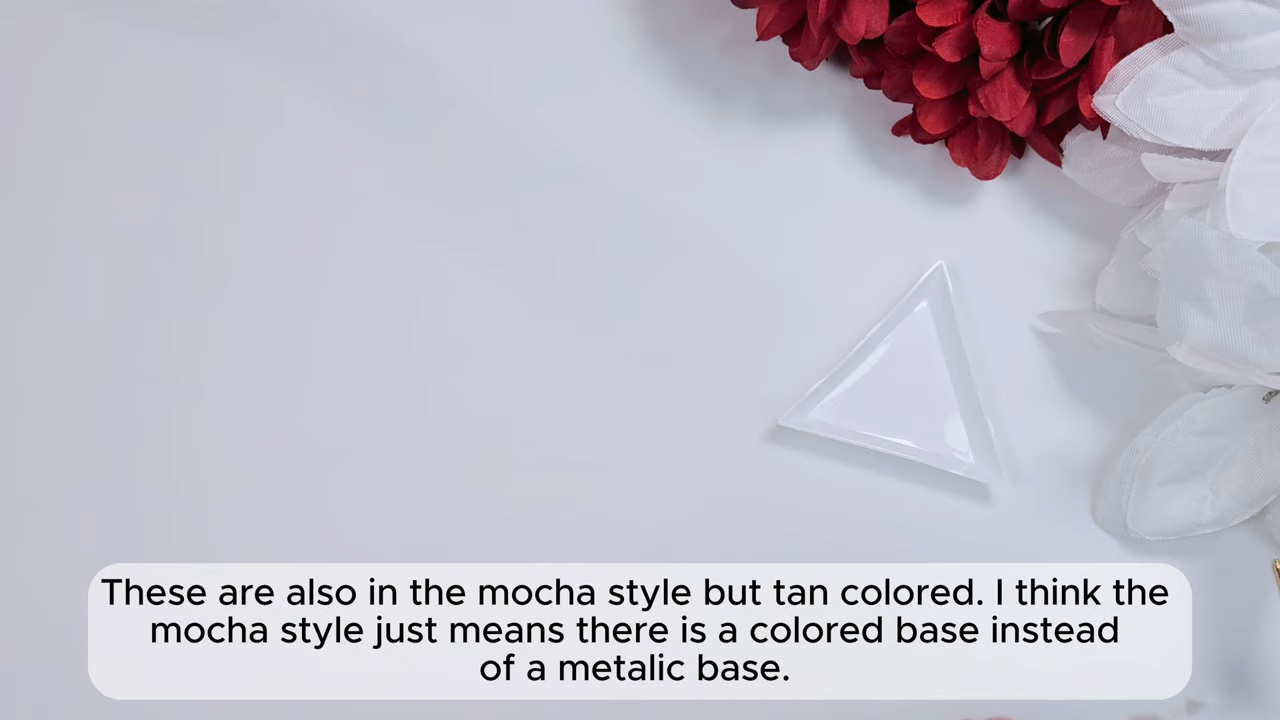 These are also in the mocha style but tan colored. I think the
mocha style just means there is a colored base instead
of a metalic base.